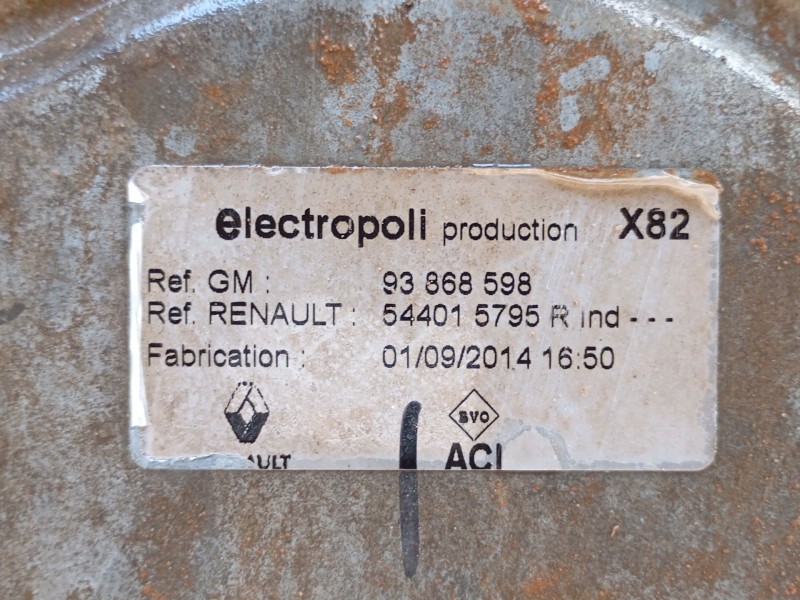 electropoli production X82
Ref. GM : 93 868 598
Ref. RENAULT : 54401 5795 R Ind - - -
Fabrication : 01/09/2014 16:50
SVO
AULT ACI